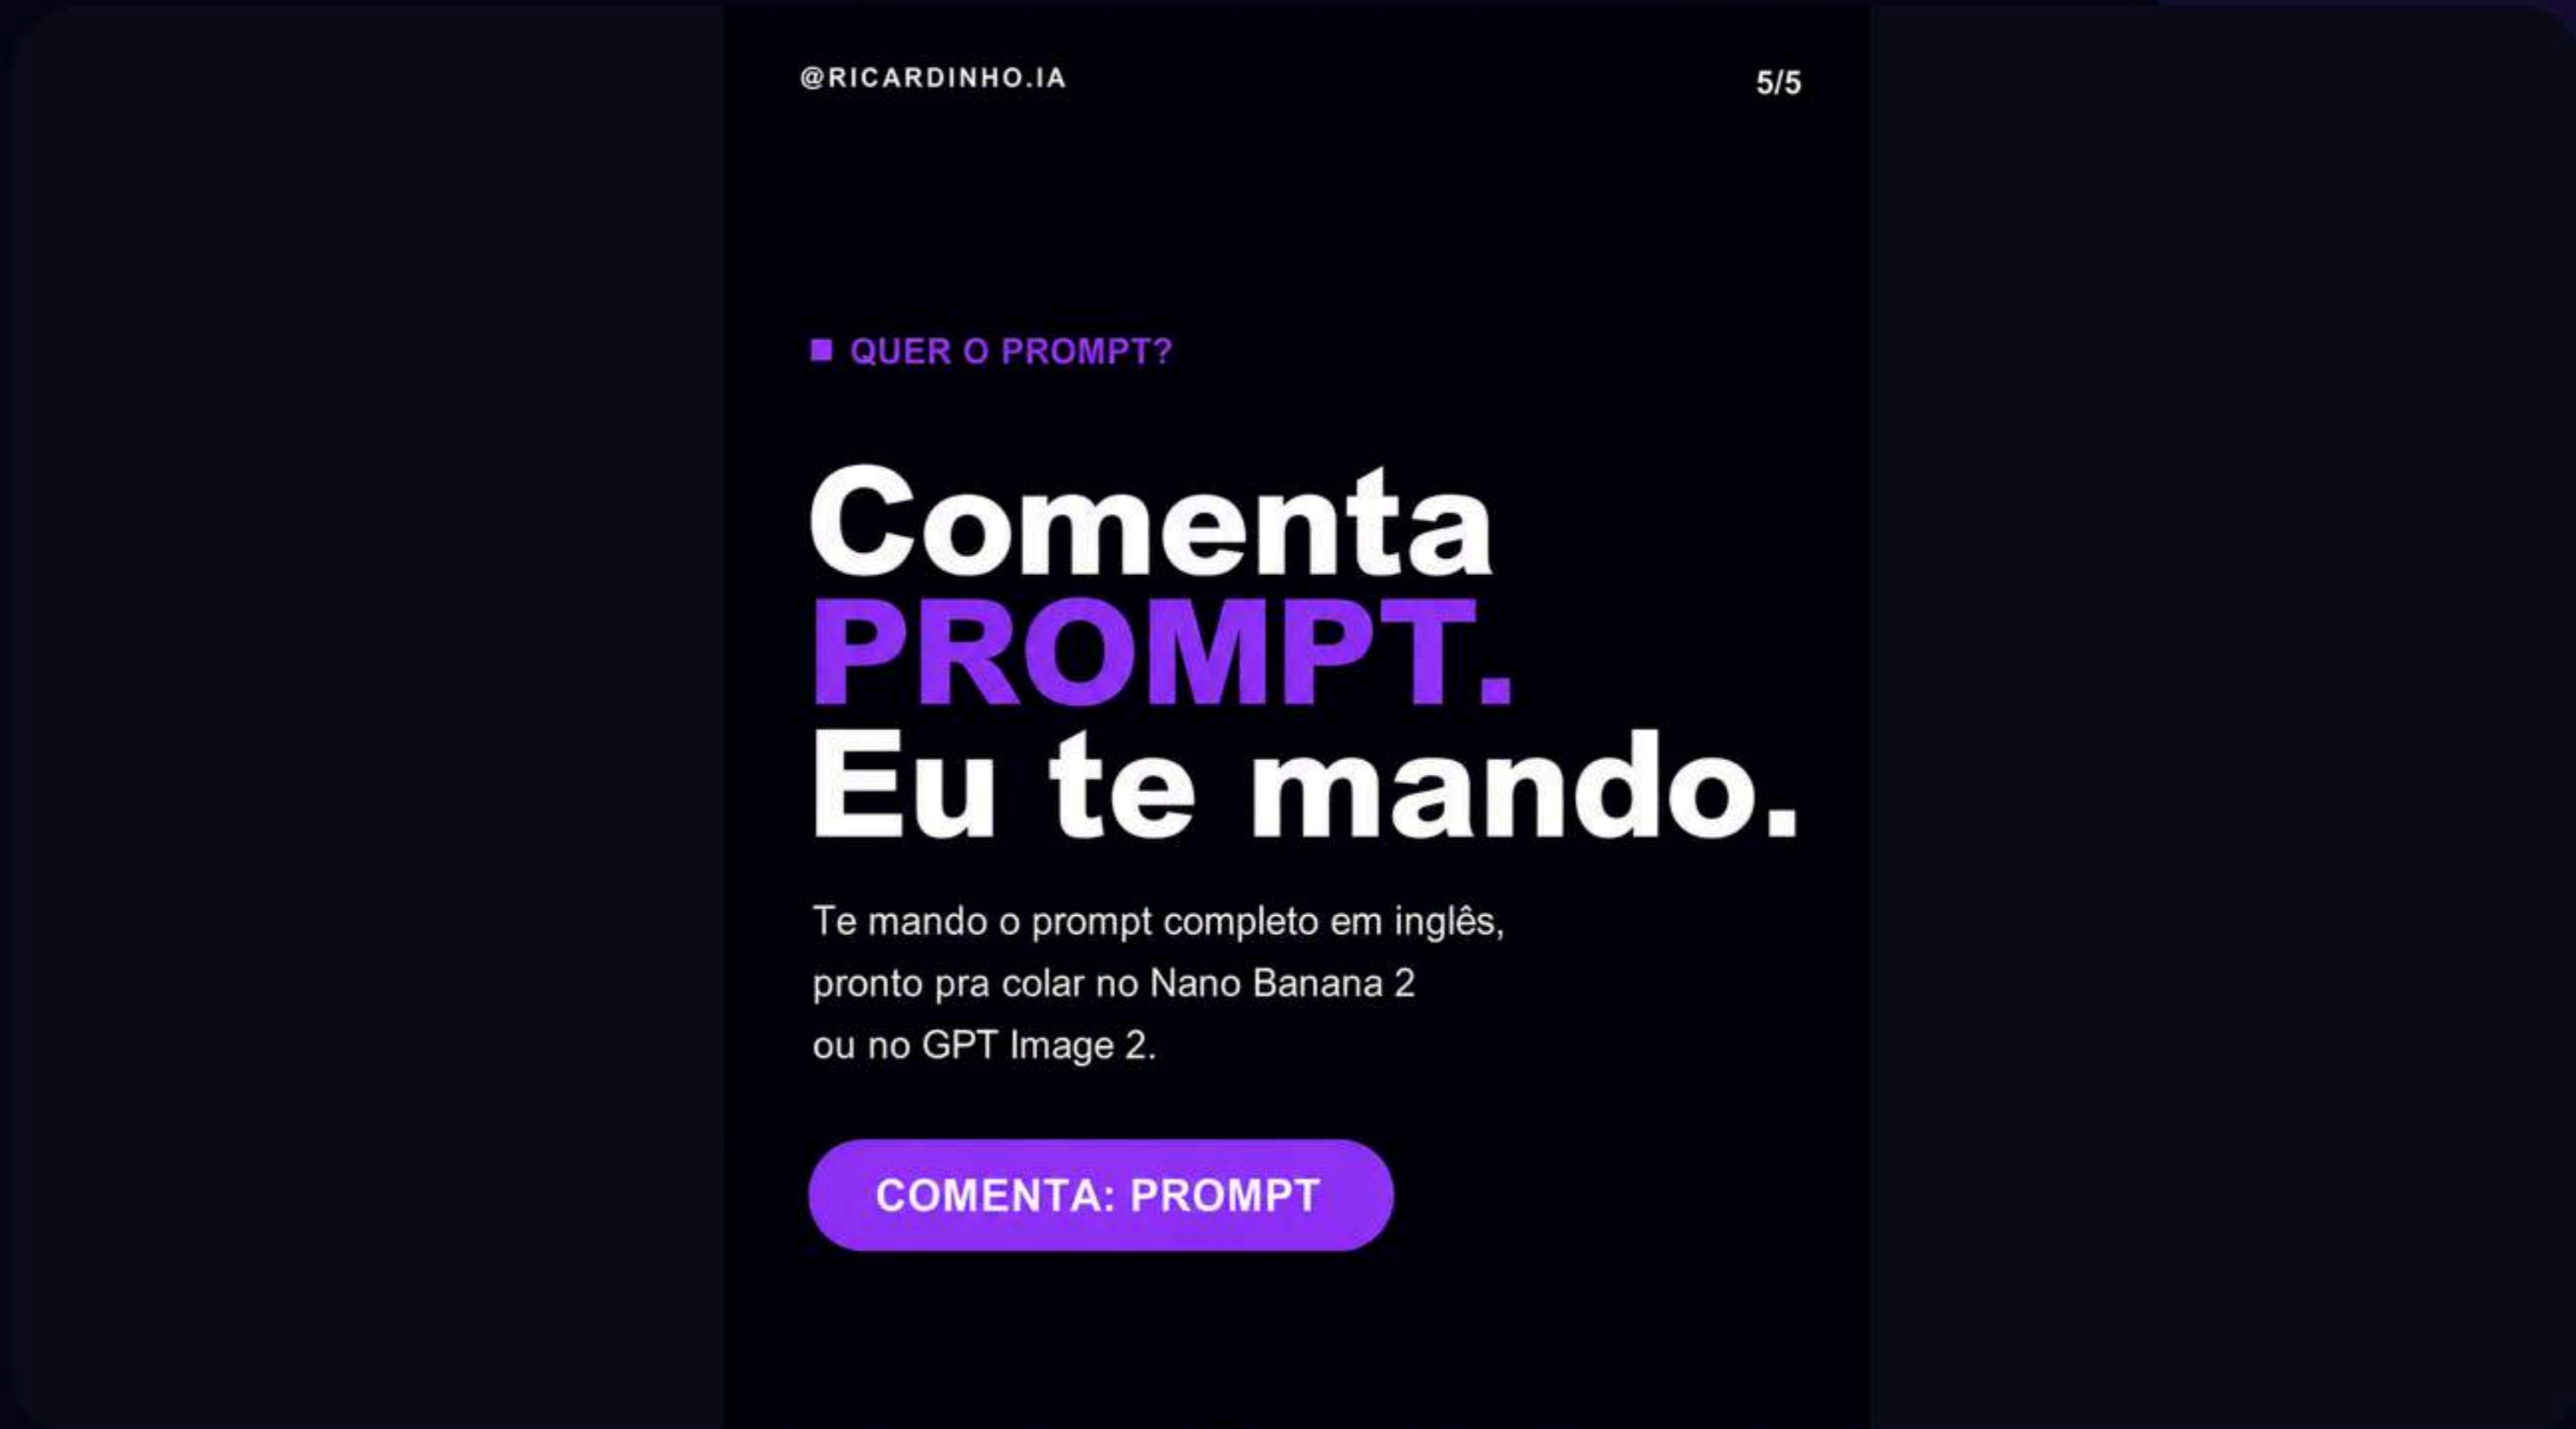 @RICARDINHO.IA
5/5
QUER O PROMPT?
Comenta
PROMPT.
Eu te mando.
Te mando o prompt completo em inglês,
pronto pra colar no Nano Banana 2
ou no GPT Image 2.
COMENTA: PROMPT